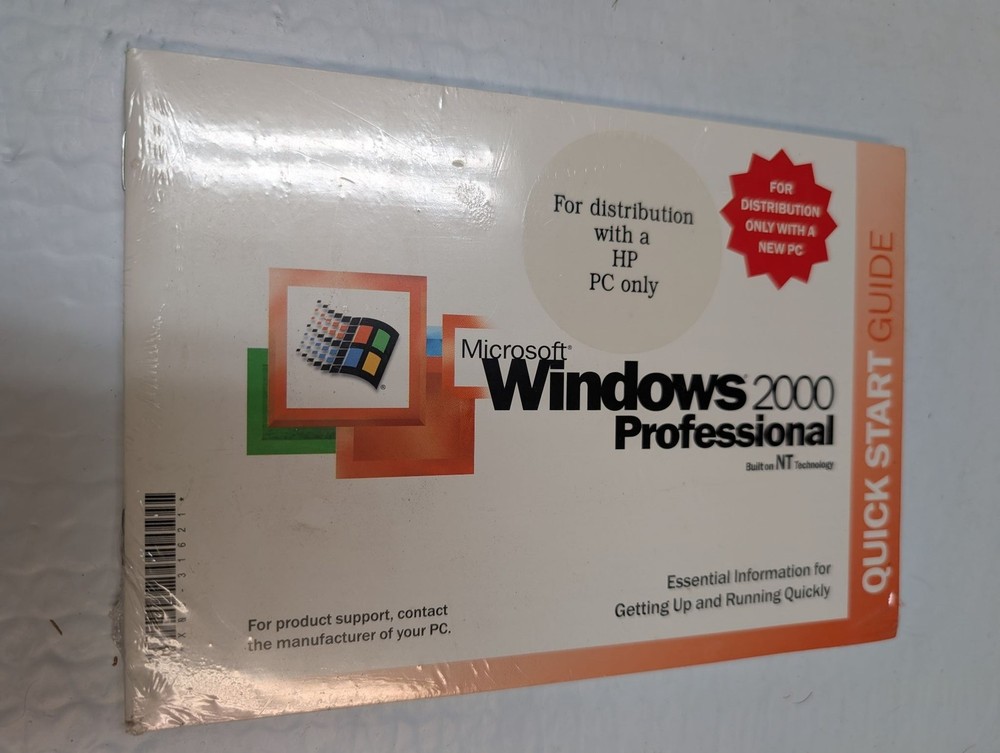 For distribution
with a
HP
PC only
FOR
DISTRIBUTION
ONLY WITH A
NEW PC
Microsoft®
Windows® 2000
Professional
Built on NT Technology
QUICK START GUIDE
Essential Information for
Getting Up and Running Quickly
For product support, contact
the manufacturer of your PC.